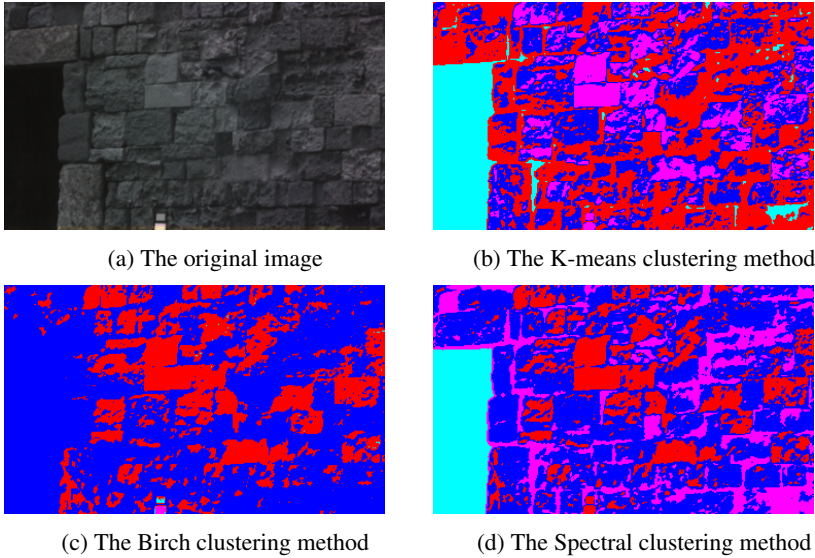 (a) The original image
(b) The K-means clustering method
(c) The Birch clustering method
(d) The Spectral clustering method